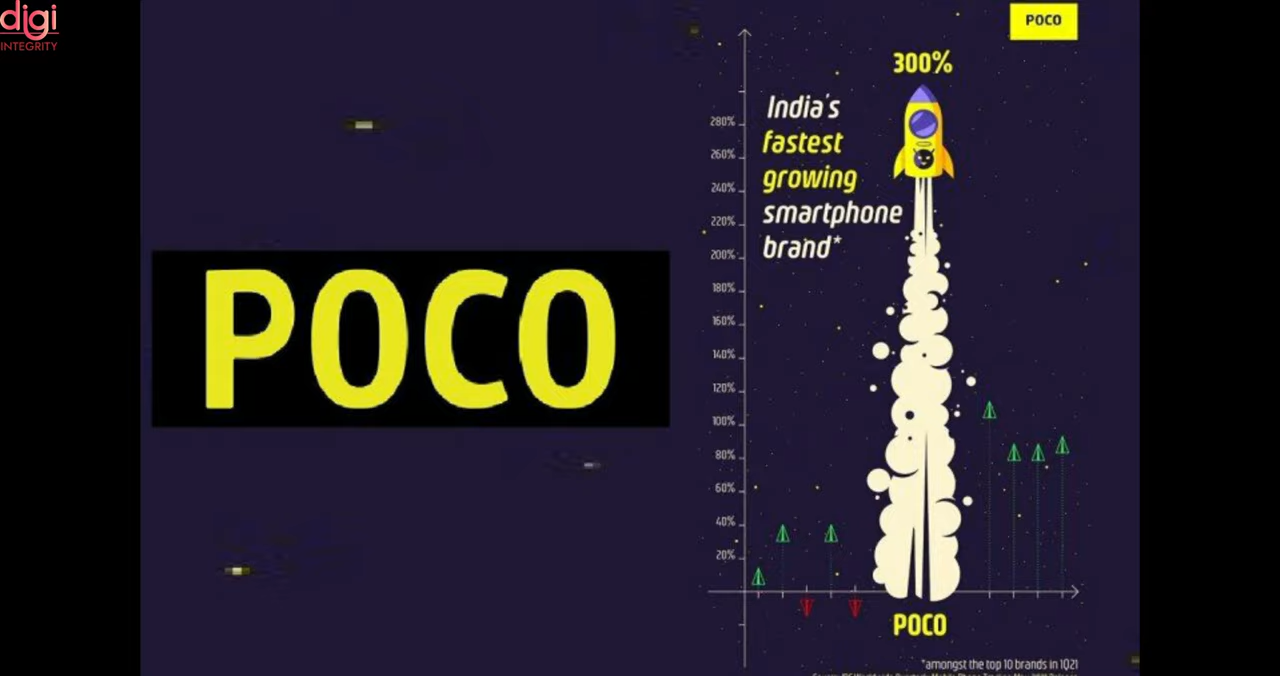 digi
INTEGRITY
POCO
POCO
300%
India's
fastest
growing
smartphone
brand*
280%
260%
240%
220%
200%
180%
160%
140%
120%
100%
80%
60%
40%
20%
POCO
*amongst the top 10 brands in 1Q21